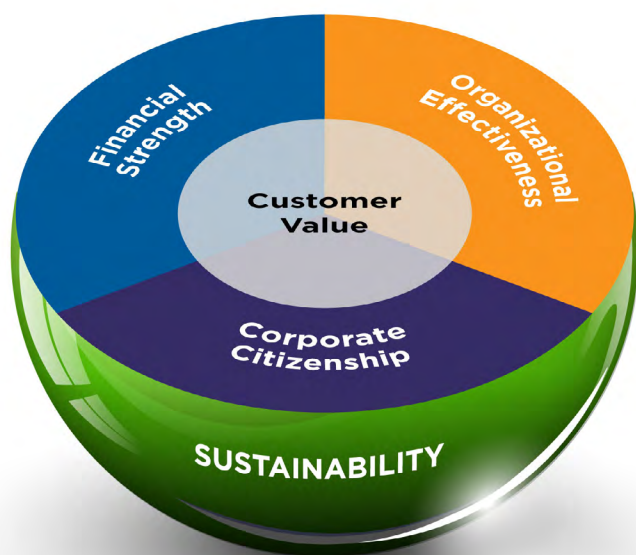 Financial
Strength
Organizational
Effectiveness
Customer
Value
Corporate
Citizenship
SUSTAINABILITY